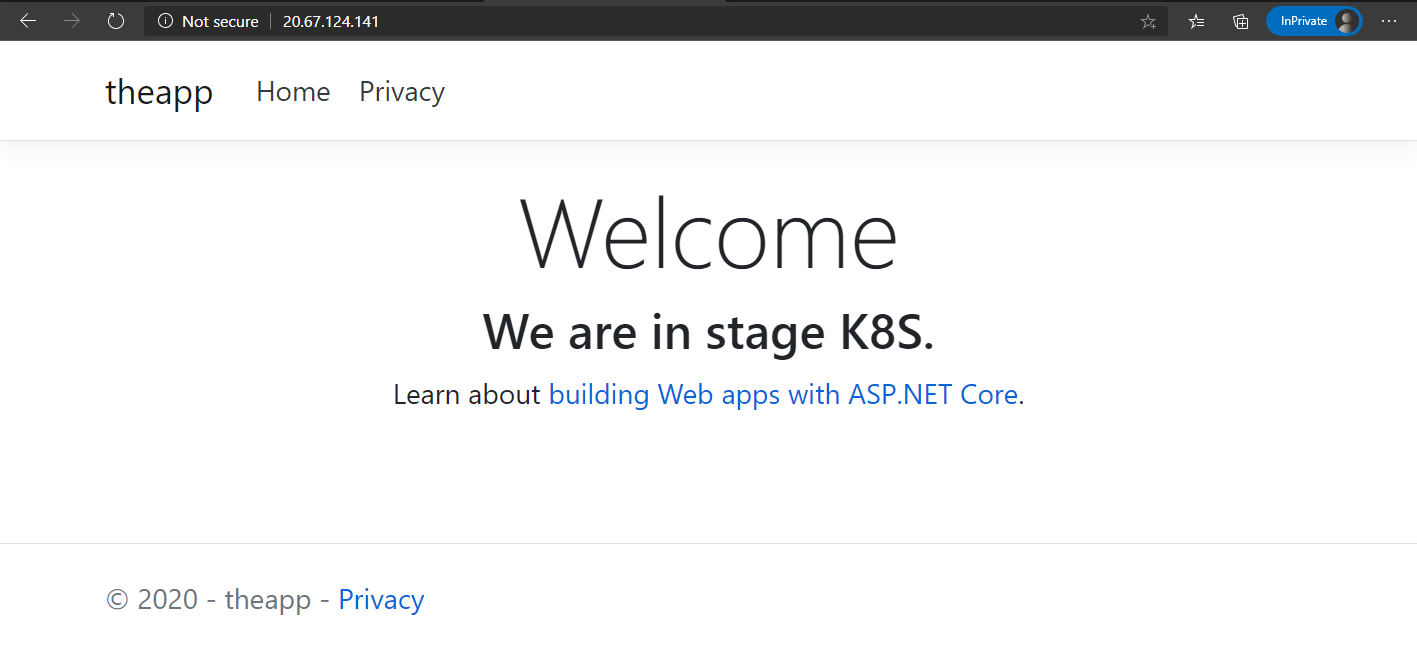 Not secure 20.67.124.141 InPrivate
theapp Home Privacy
Welcome
We are in stage K8S.
Learn about building Web apps with ASP.NET Core.
© 2020 - theapp - Privacy